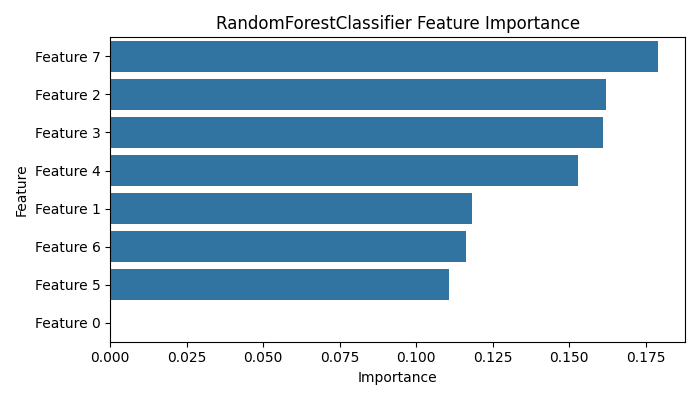 RandomForestClassifier Feature Importance
Feature 7
Feature 2
Feature 3
Feature 4
Feature 1
Feature 6
Feature 5
Feature 0
Feature
0.000 0.025 0.050 0.075 0.100 0.125 0.150 0.175
Importance